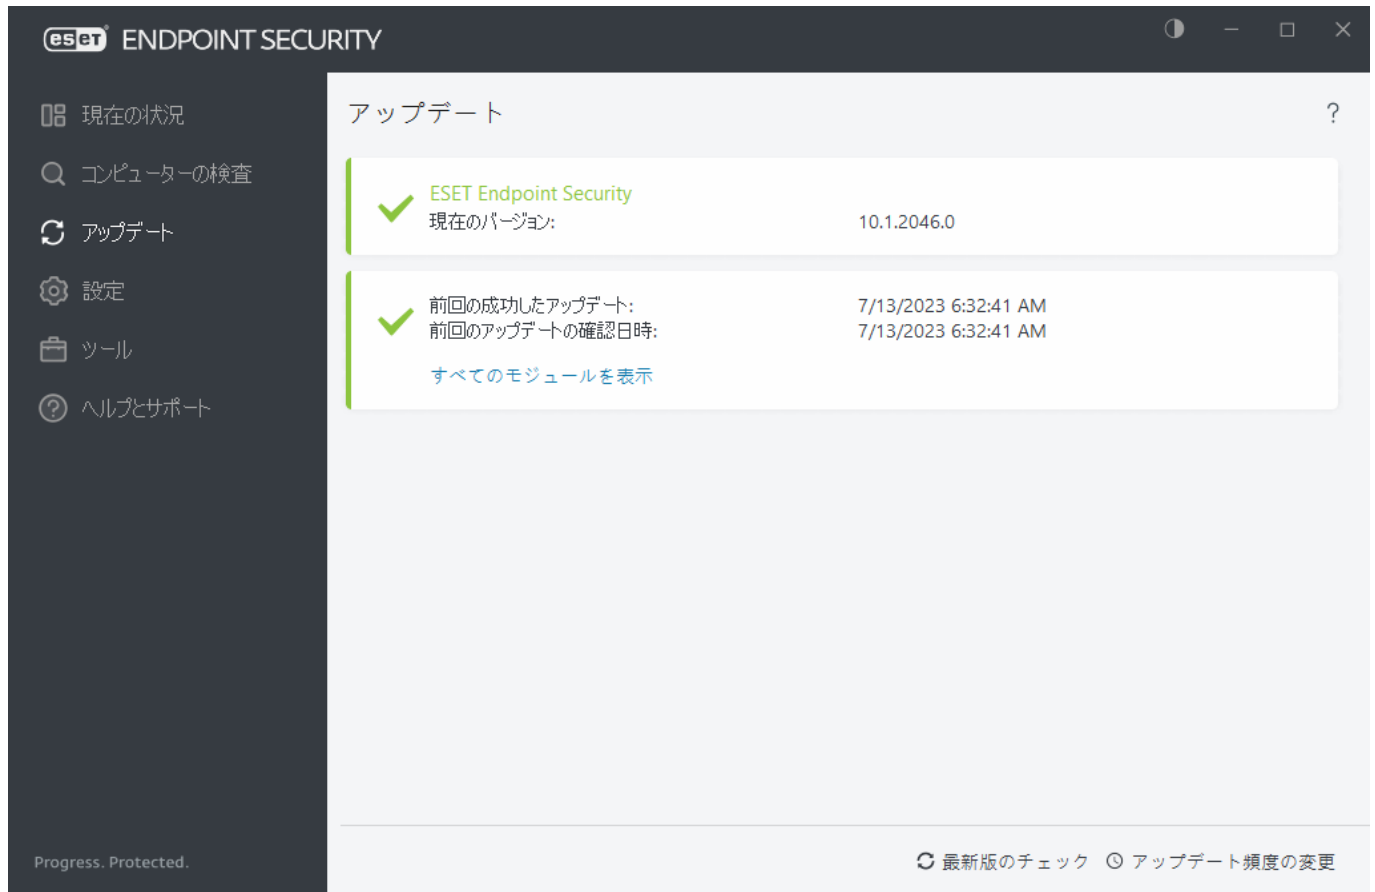 eset ENDPOINT SECURITY
現在の状況
コンピューターの検査
アップデート
設定
ツール
ヘルプとサポート
Progress. Protected.
アップデート
?
ESET Endpoint Security
現在のバージョン: 10.1.2046.0
前回の成功したアップデート: 7/13/2023 6:32:41 AM
前回のアップデートの確認日時: 7/13/2023 6:32:41 AM
すべてのモジュールを表示
最新版のチェック アップデート頻度の変更